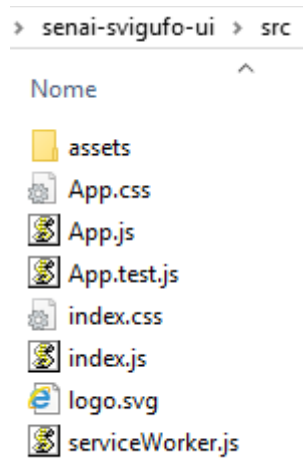 > senai-svigufo-ui > src
Nome
assets
App.css
App.js
App.test.js
index.css
index.js
logo.svg
serviceWorker.js